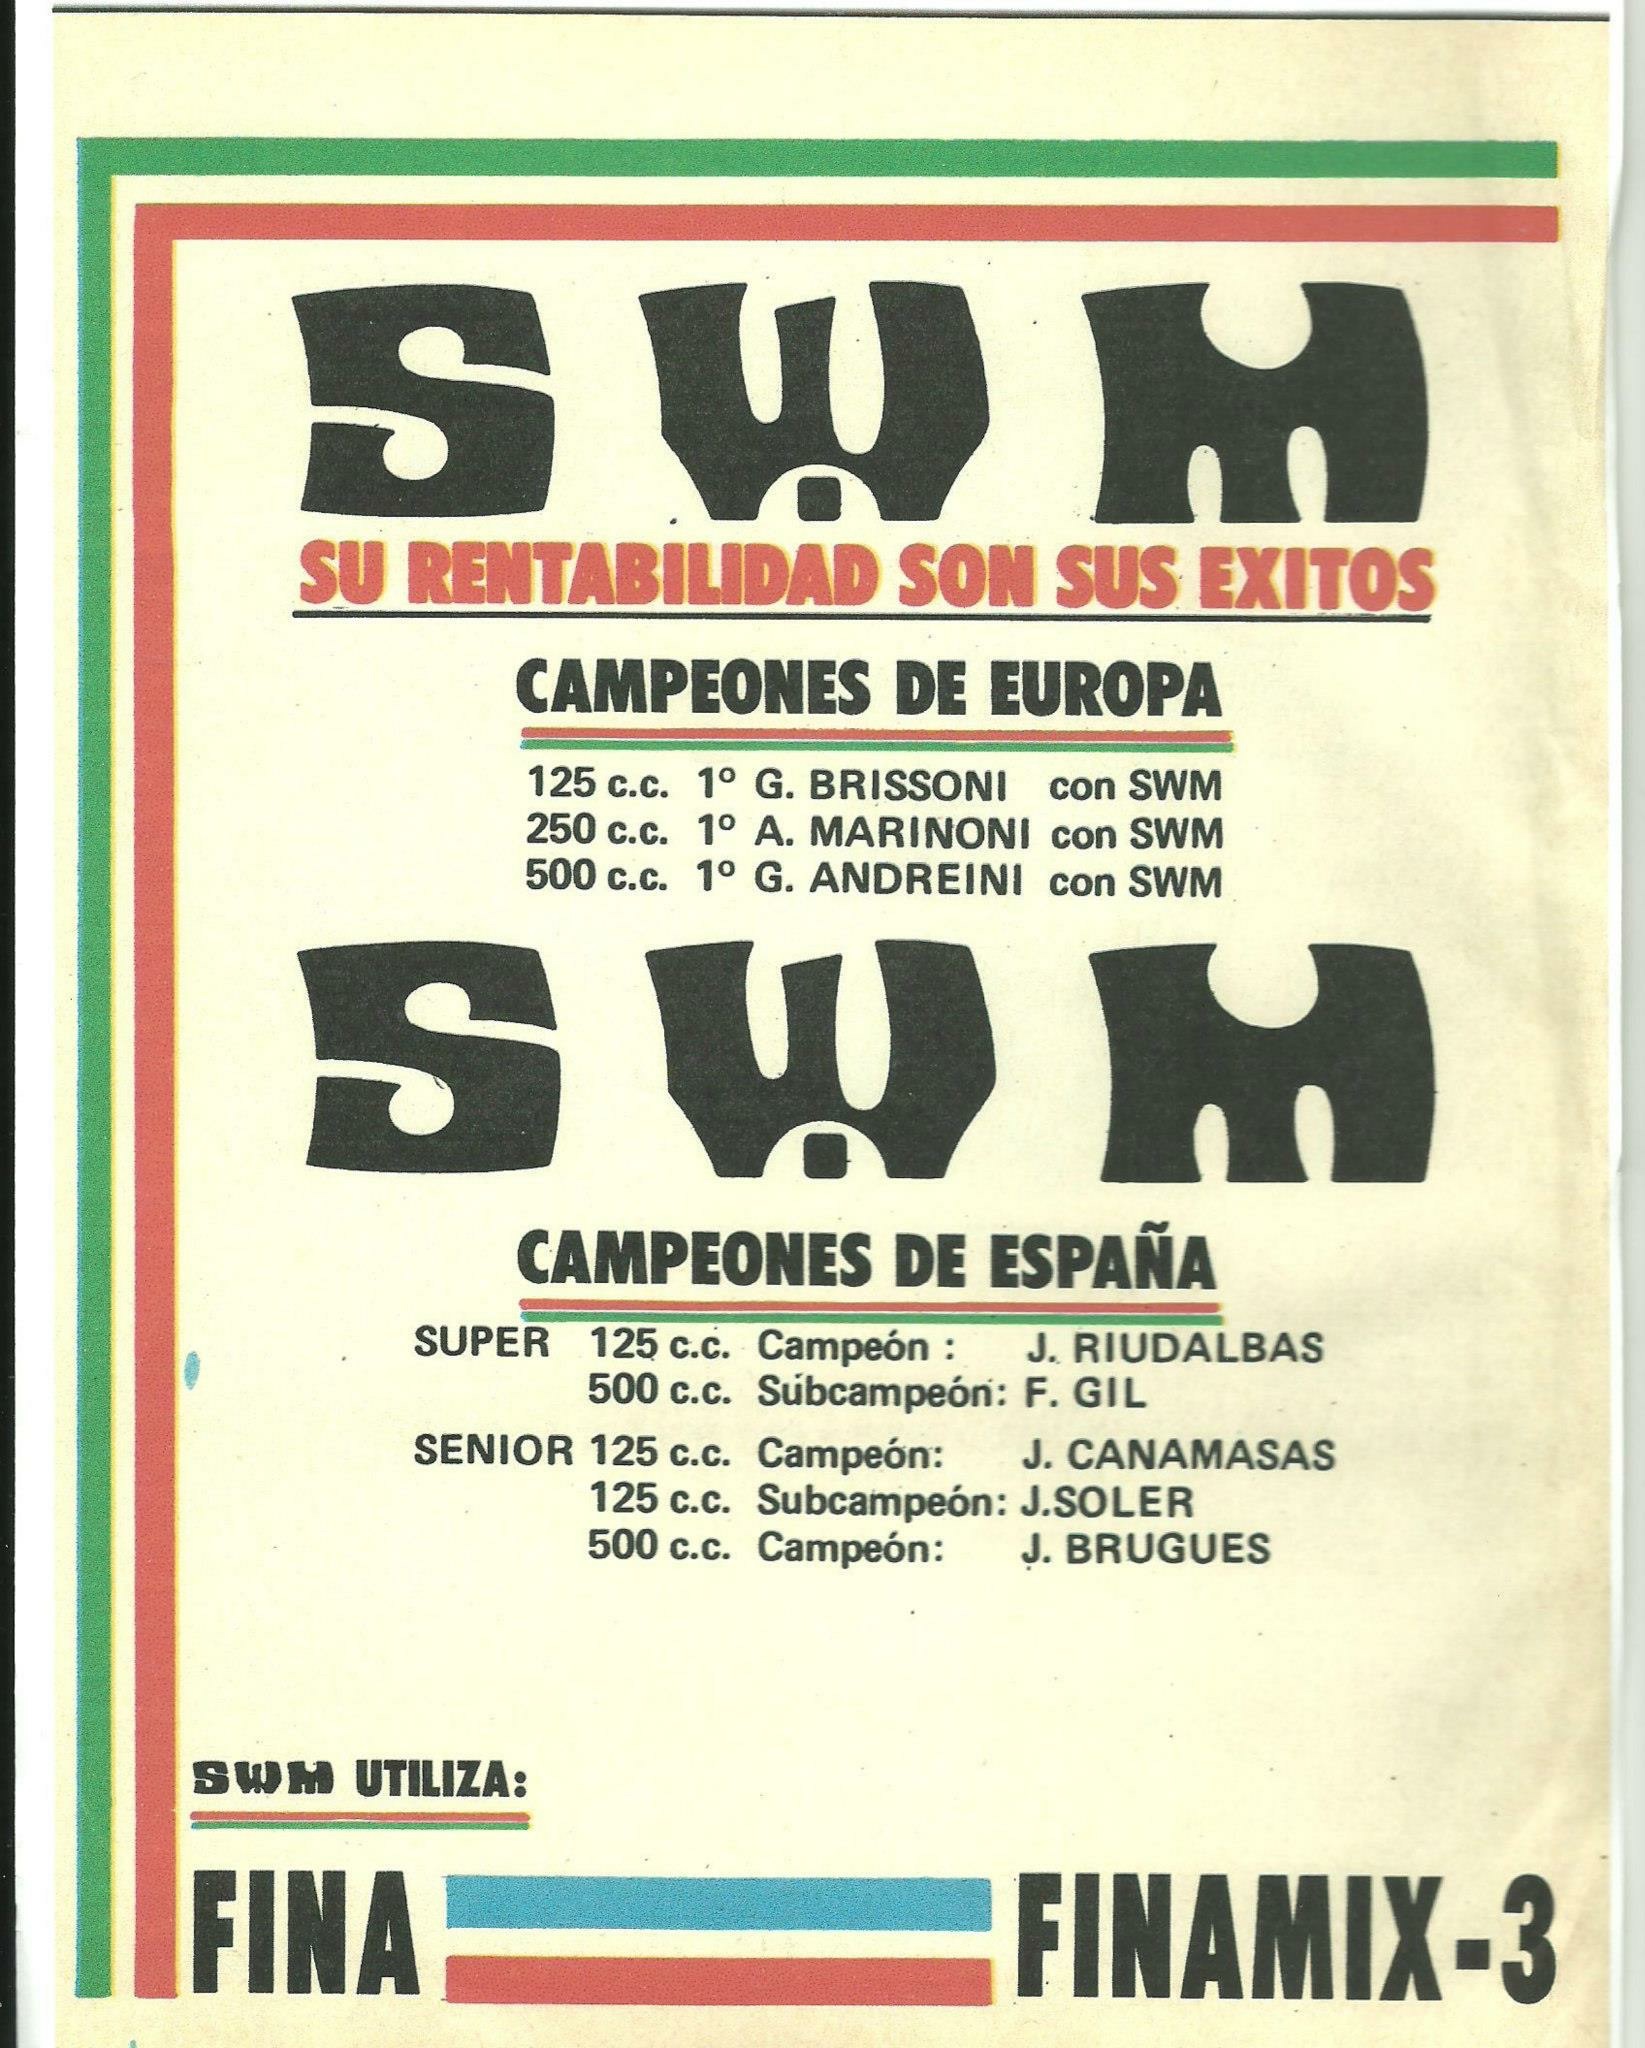 SWM
SU RENTABILIDAD SON SUS EXITOS
CAMPEONES DE EUROPA
125 c.c. 1º G. BRISSONI con SWM
250 c.c. 1º A. MARINONI con SWM
500 c.c. 1º G. ANDREINI con SWM
SWM
CAMPEONES DE ESPAÑA
SUPER 125 c.c. Campeón : J. RIUDALBAS
500 c.c. Subcampeón: F. GIL
SENIOR 125 c.c. Campeón: J. CANAMASAS
125 c.c. Subcampeón: J.SOLER
500 c.c. Campeón: J. BRUGUES
SWM UTILIZA:
FINA FINAMIX-3